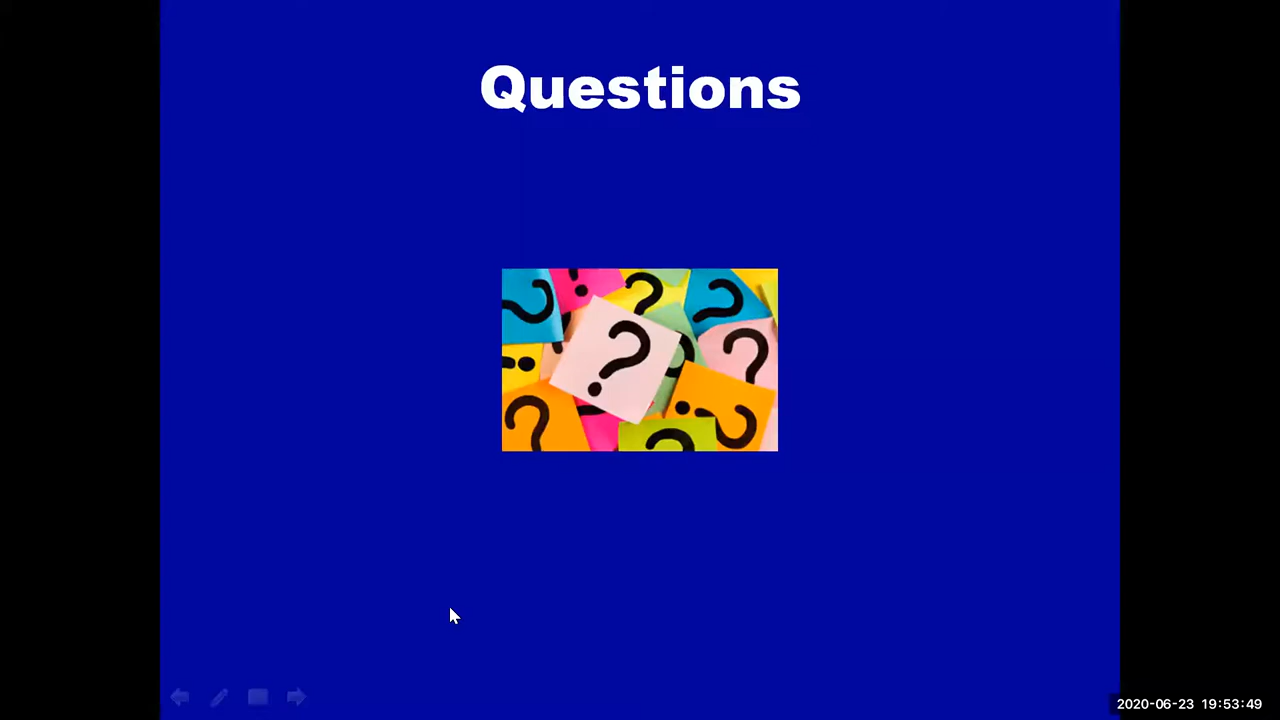 Questions
? ! ? ?
? ?
? ? ? ?
2020-06-23 19:53:49